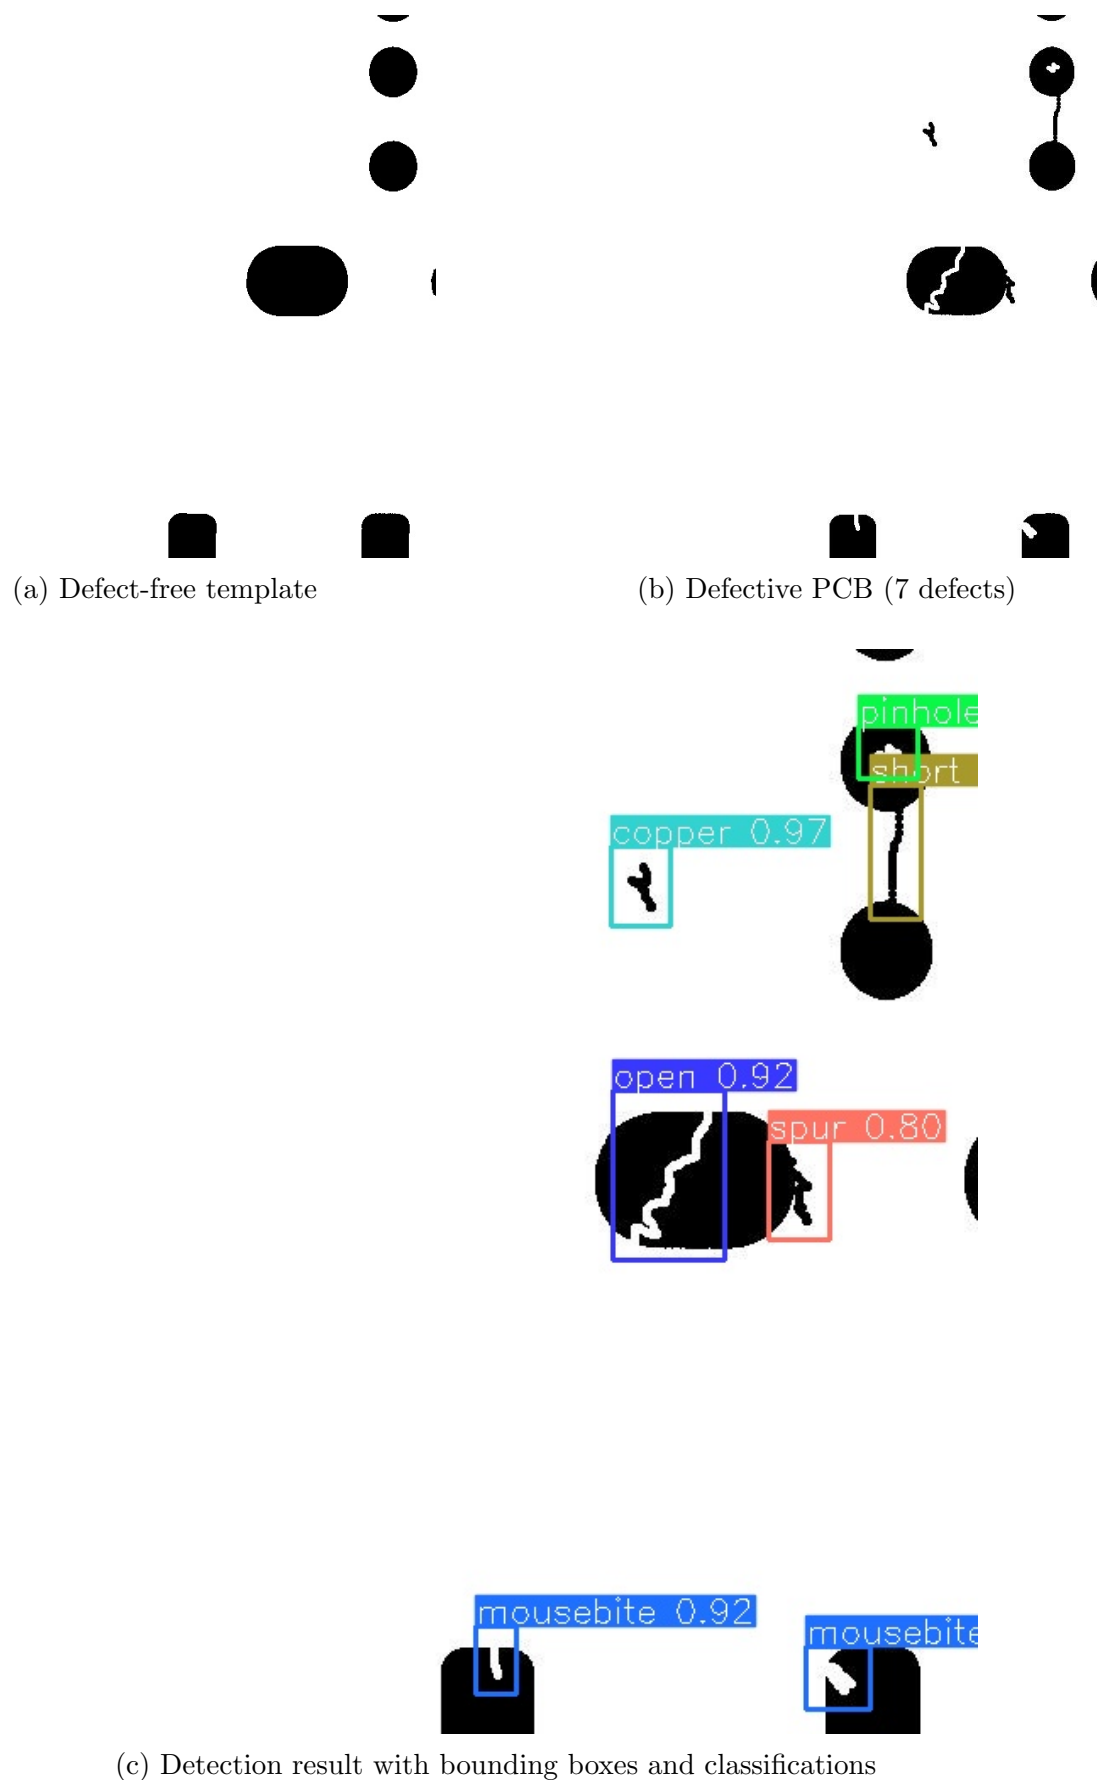 (a) Defect-free template
(b) Defective PCB (7 defects)
pinhole
short
copper 0.97
open 0.92
spur 0.80
mousebite 0.92
mousebite
(c) Detection result with bounding boxes and classifications